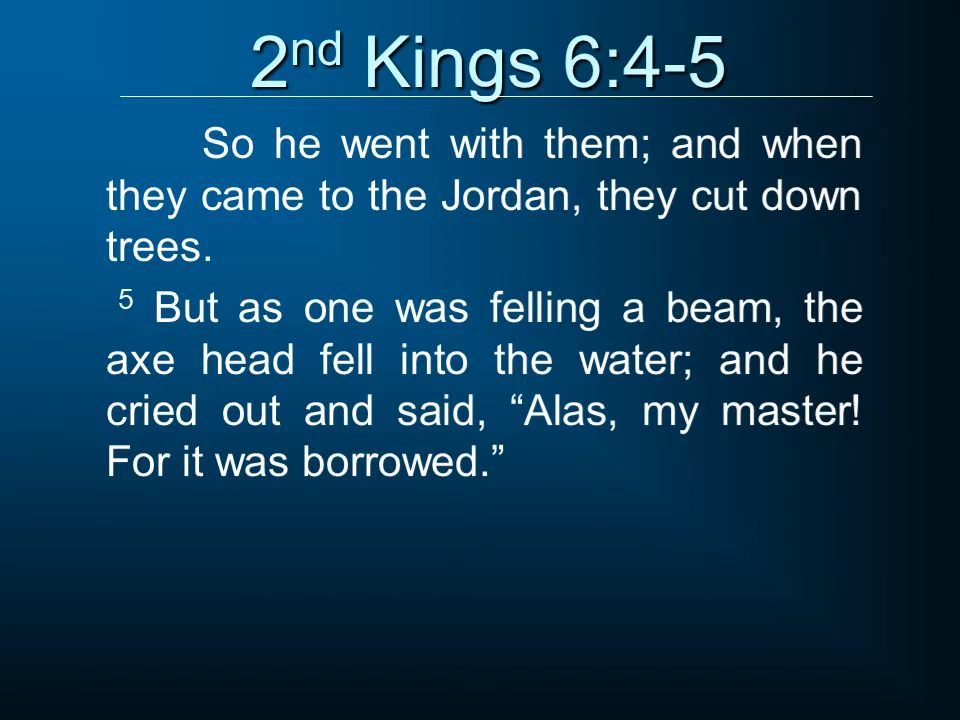 2nd Kings 6:4-5
So he went with them; and when
they came to the Jordan, they cut down
trees.
5 But as one was felling a beam, the
axe head fell into the water; and he
cried out and said, “Alas, my master!
For it was borrowed.”